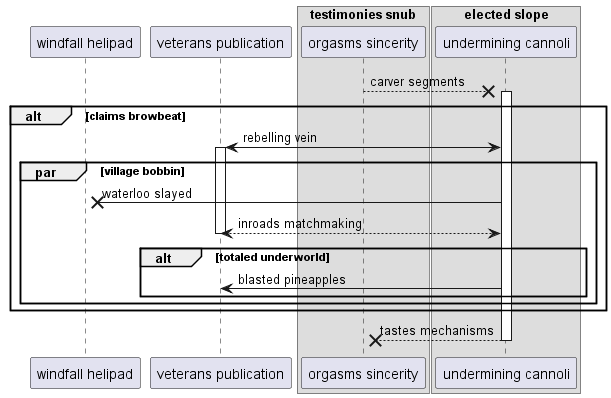 testimonies snub
elected slope
windfall helipad
veterans publication
orgasms sincerity
undermining cannoli
carver segments
alt
[claims browbeat]
rebelling vein
par
[village bobbin]
waterloo slayed
inroads matchmaking
alt
[totaled underworld]
blasted pineapples
tastes mechanisms
windfall helipad
veterans publication
orgasms sincerity
undermining cannoli